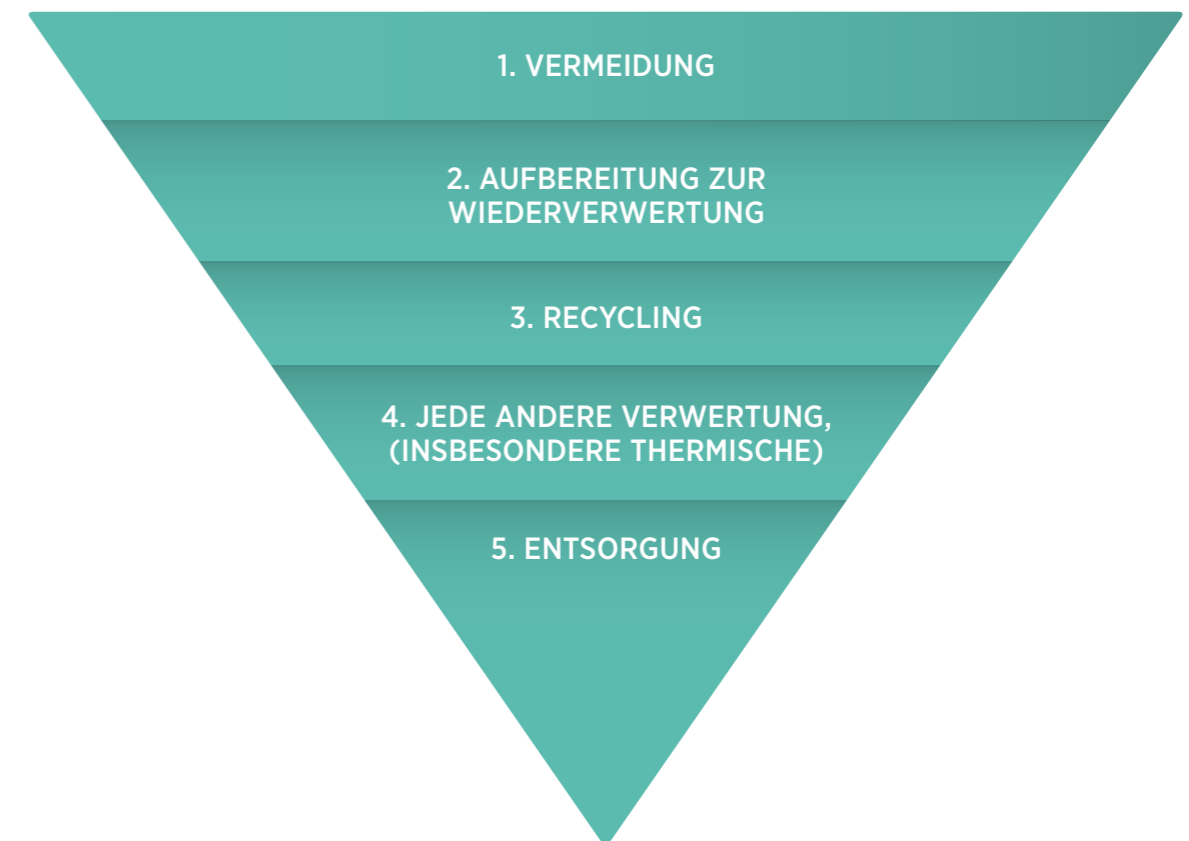 1. VERMEIDUNG
2. AUFBEREITUNG ZUR
WIEDERVERWERTUNG
3. RECYCLING
4. JEDE ANDERE VERWERTUNG,
(INSBESONDERE THERMISCHE)
5. ENTSORGUNG